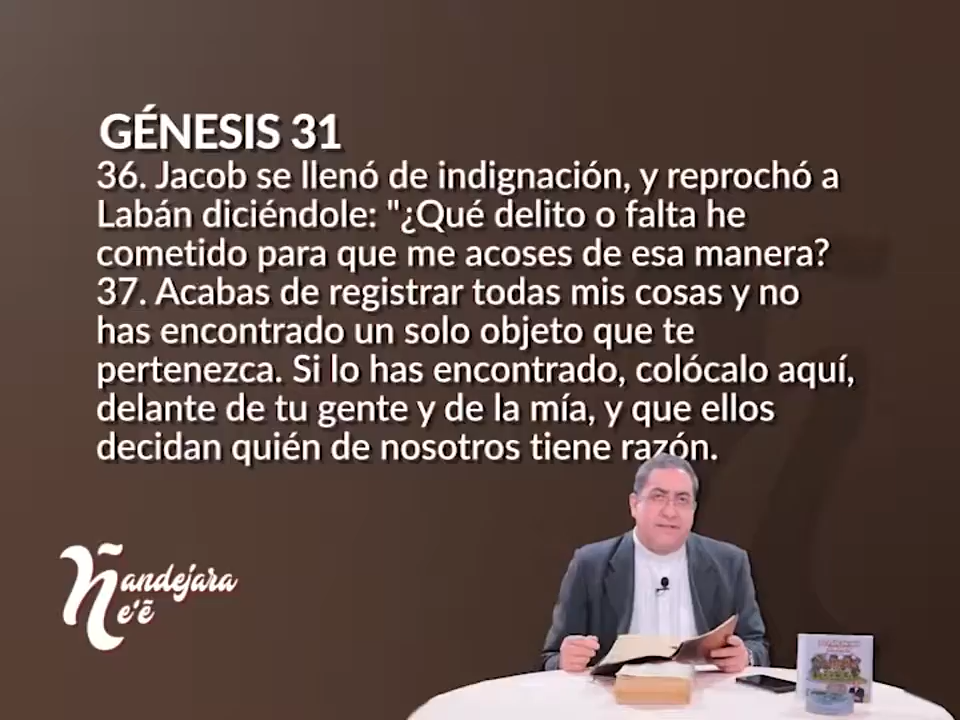 GÉNESIS 31
36. Jacob se llenó de indignación, y reprochó a
Labán diciéndole: "¿Qué delito o falta he
cometido para que me acoses de esa manera?
37. Acabas de registrar todas mis cosas y no
has encontrado un solo objeto que te
pertenezca. Si lo has encontrado, colócalo aquí,
delante de tu gente y de la mía, y que ellos
decidan quién de nosotros tiene razón.
Ñandejara
Ñe'ẽ